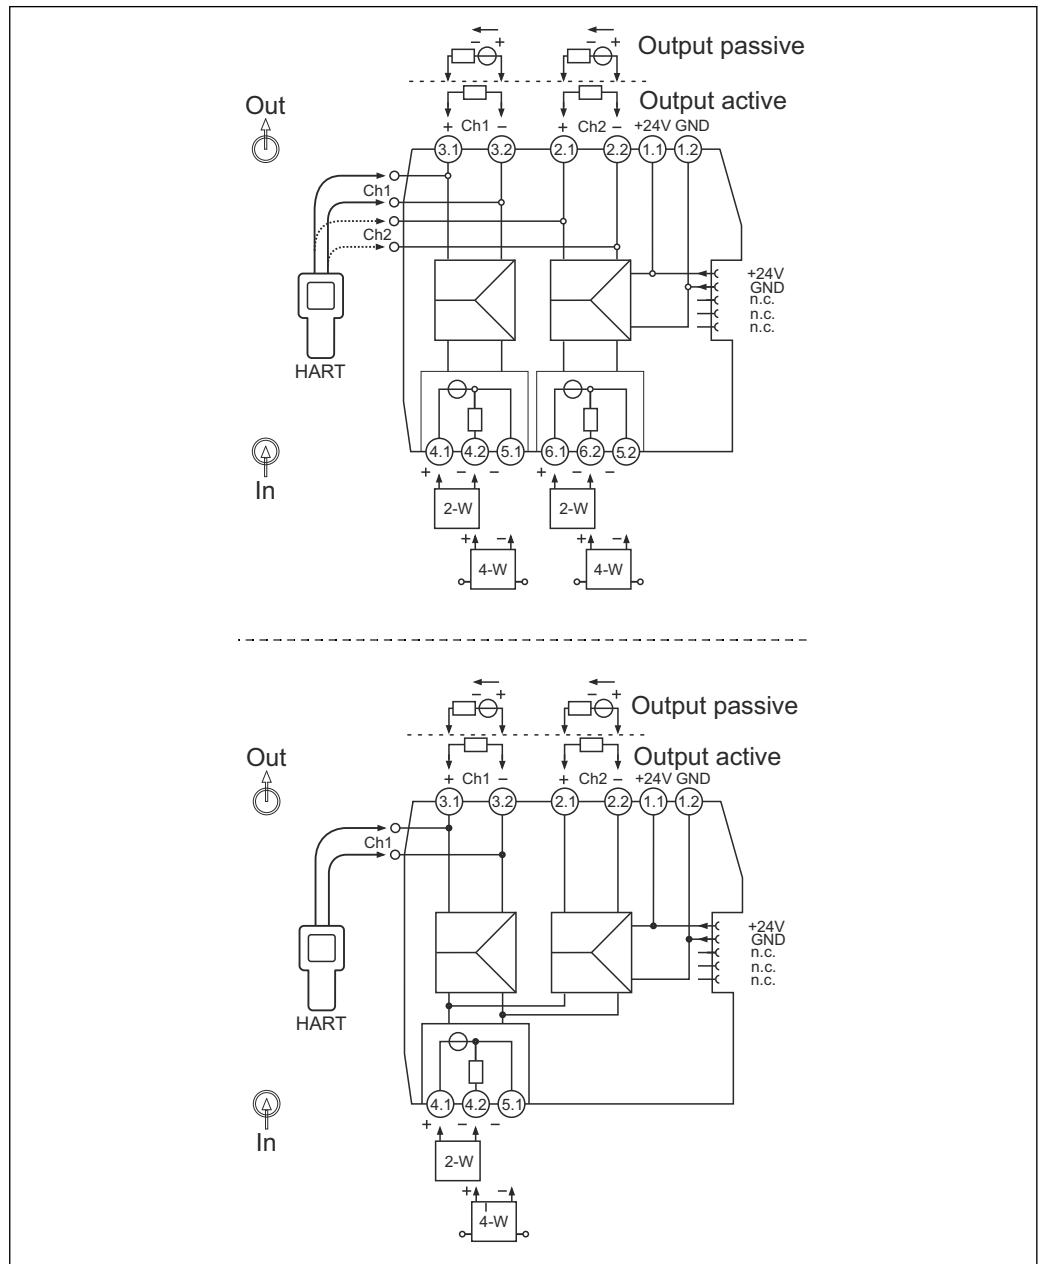 − + − + Output passive
Output active
Out
+ Ch1 − + Ch2 − +24V GND
3.1 3.2 2.1 2.2 1.1 1.2
Ch1
Ch2
+24V
GND
n.c.
n.c.
n.c.
HART
4.1 4.2 5.1 6.1 6.2 5.2
+ − − + − −
In
2-W 2-W
+ − + −
4-W 4-W
− + − + Output passive
Output active
Out
+ Ch1 − + Ch2 − +24V GND
3.1 3.2 2.1 2.2 1.1 1.2
Ch1
+24V
GND
n.c.
n.c.
n.c.
HART
4.1 4.2 5.1
+ − −
In
2-W
+ −
4-W